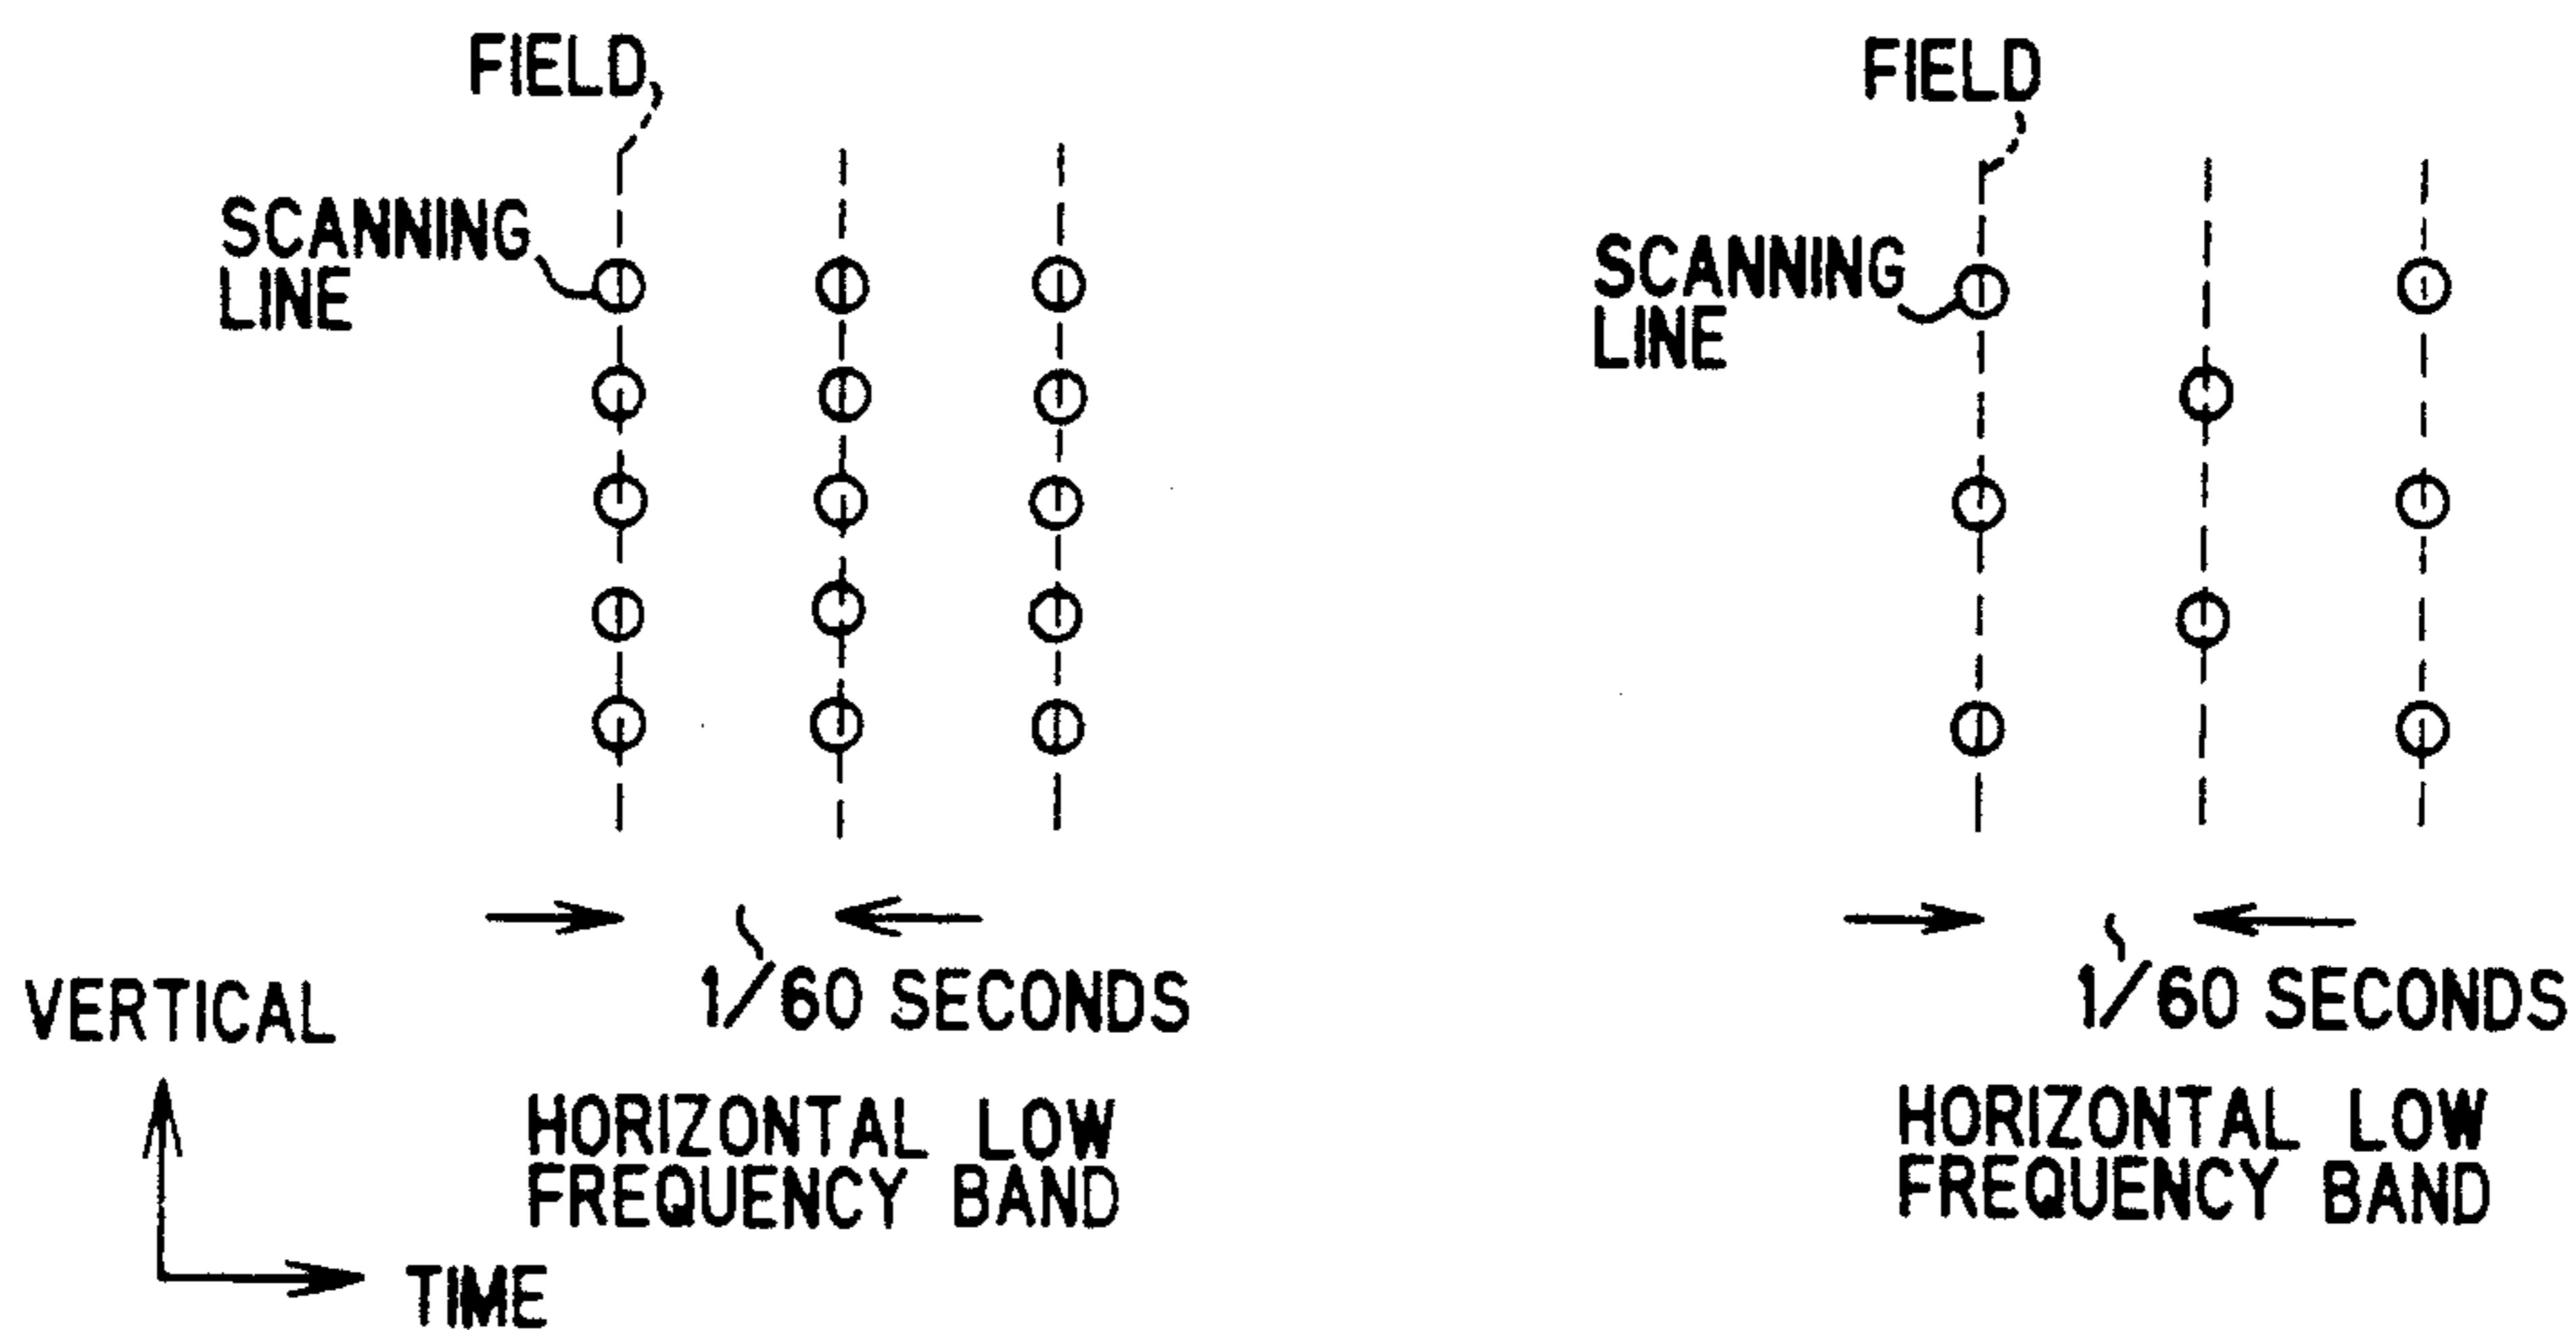 FIELD
SCANNING
LINE
1/60 SECONDS
HORIZONTAL LOW
FREQUENCY BAND
VERTICAL
TIME
FIELD
SCANNING
LINE
1/60 SECONDS
HORIZONTAL LOW
FREQUENCY BAND